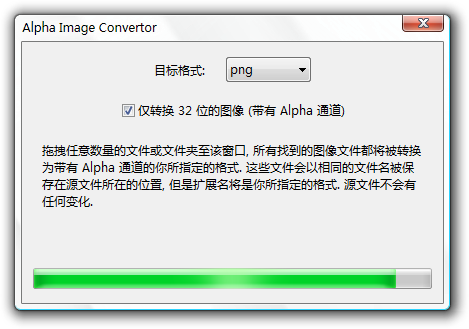 Alpha Image Convertor
目标格式: png
仅转换 32 位的图像 (带有 Alpha 通道)
拖拽任意数量的文件或文件夹至该窗口, 所有找到的图像文件都将被转换
为带有 Alpha 通道的你所指定的格式. 这些文件会以相同的文件名被保
存在源文件所在的位置, 但是扩展名将是你所指定的格式. 源文件不会有
任何变化.